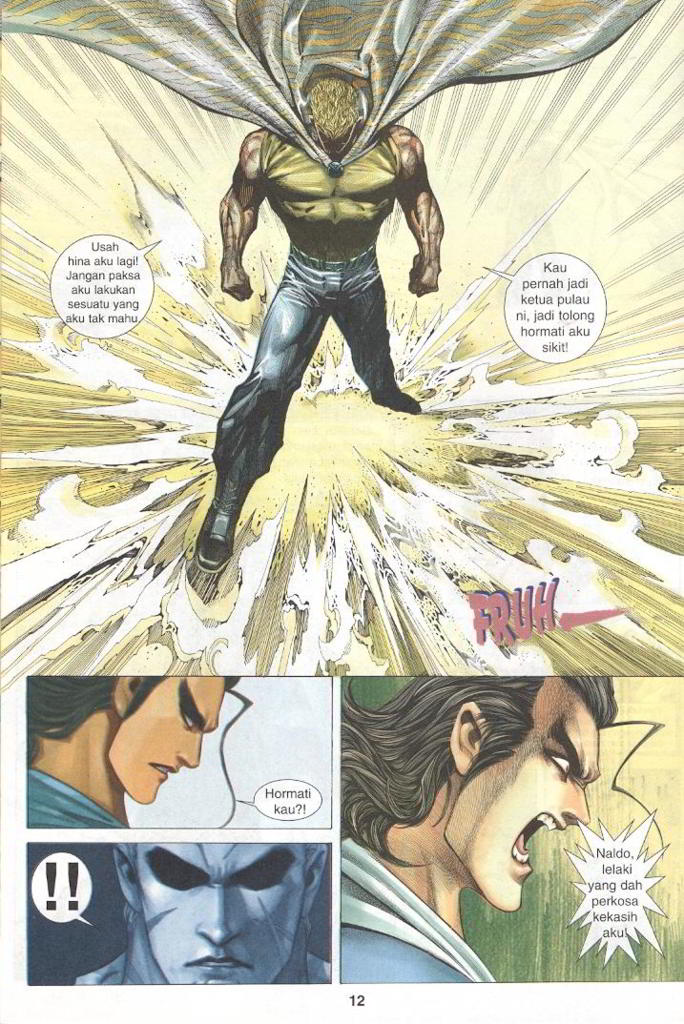 Usah
hina aku lagi!
Jangan paksa
aku lakukan
sesuatu yang
aku tak mahu.
Kau
pernah jadi
ketua pulau
ni, jadi tolong
hormati aku
sikit!
FRUH
Hormati
kau?!
!!
Naldo,
lelaki
yang dah
perkosa
kekasih
aku!
12